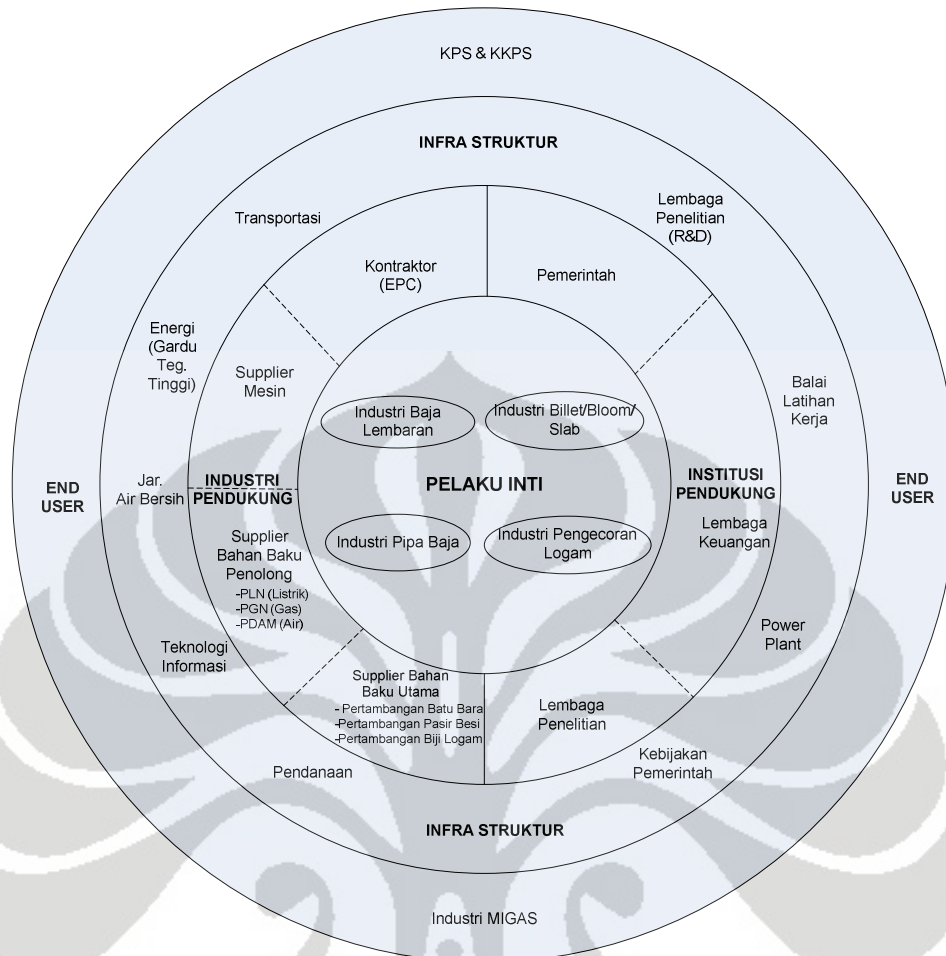 KPS & KKPS
INFRA STRUKTUR
Transportasi
Lembaga
Penelitian
(R&D)
Kontraktor
(EPC)
Pemerintah
Energi
(Gardu
Teg.
Tinggi)
Supplier
Mesin
Balai
Latihan
Kerja
Industri Baja
Lembaran
Industri Billet/Bloom/
Slab
END
USER
Jar.
Air Bersih
INDUSTRI
PENDUKUNG
PELAKU INTI
INSTITUSI
PENDUKUNG
END
USER
Lembaga
Keuangan
Supplier
Bahan Baku
Penolong
-PLN (Listrik)
-PGN (Gas)
-PDAM (Air)
Industri Pipa Baja
Industri Pengecoran
Logam
Teknologi
Informasi
Power
Plant
Supplier Bahan
Baku Utama
- Pertambangan Batu Bara
-Pertambangan Pasir Besi
-Pertambangan Biji Logam
Lembaga
Penelitian
Pendanaan
Kebijakan
Pemerintah
INFRA STRUKTUR
Industri MIGAS